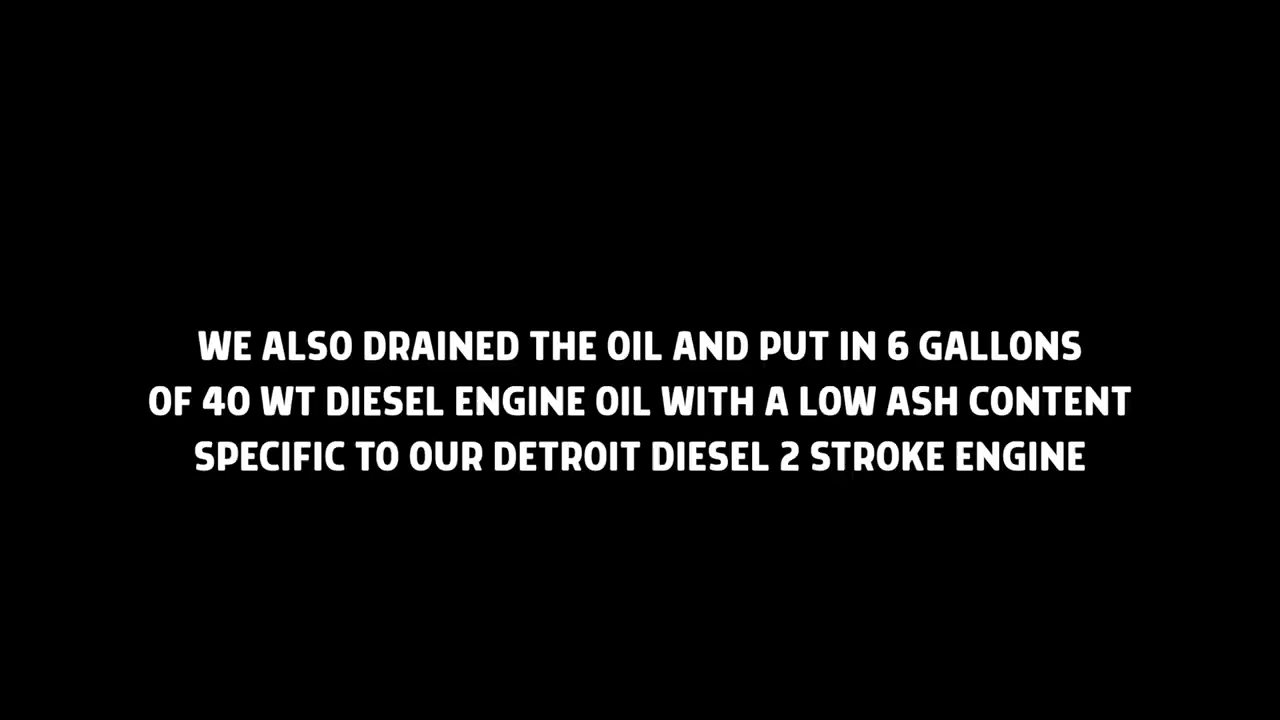 WE ALSO DRAINED THE OIL AND PUT IN 6 GALLONS
OF 40 WT DIESEL ENGINE OIL WITH A LOW ASH CONTENT
SPECIFIC TO OUR DETROIT DIESEL 2 STROKE ENGINE